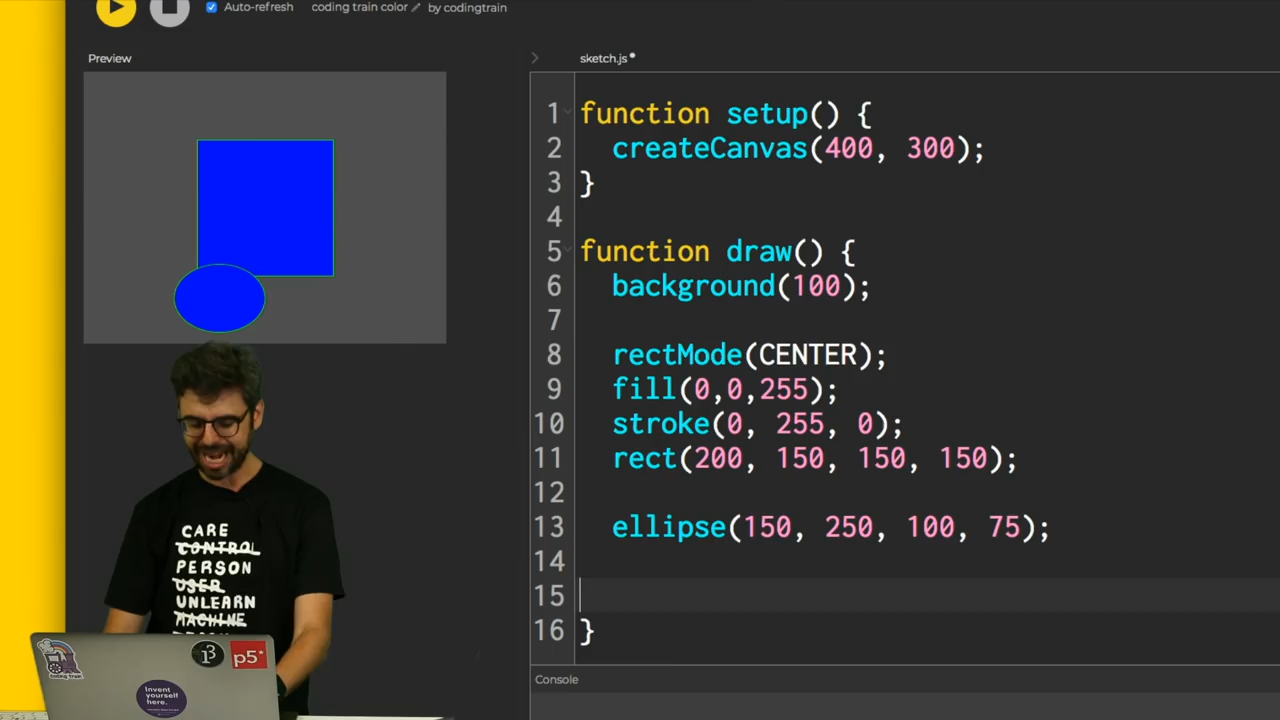 Auto-refresh
coding train color
by codingtrain
Preview
sketch.js*
1 function setup() {
2 createCanvas(400, 300);
3 }
4
5 function draw() {
6 background(100);
7
8 rectMode(CENTER);
9 fill(0,0,255);
10 stroke(0, 255, 0);
11 rect(200, 150, 150, 150);
12
13 ellipse(150, 250, 100, 75);
14
15
16 }
Console
CARE
CONTROL
PERSON
USER
UNLEARN
MACHINE
p5*
Invent
yourself
here.